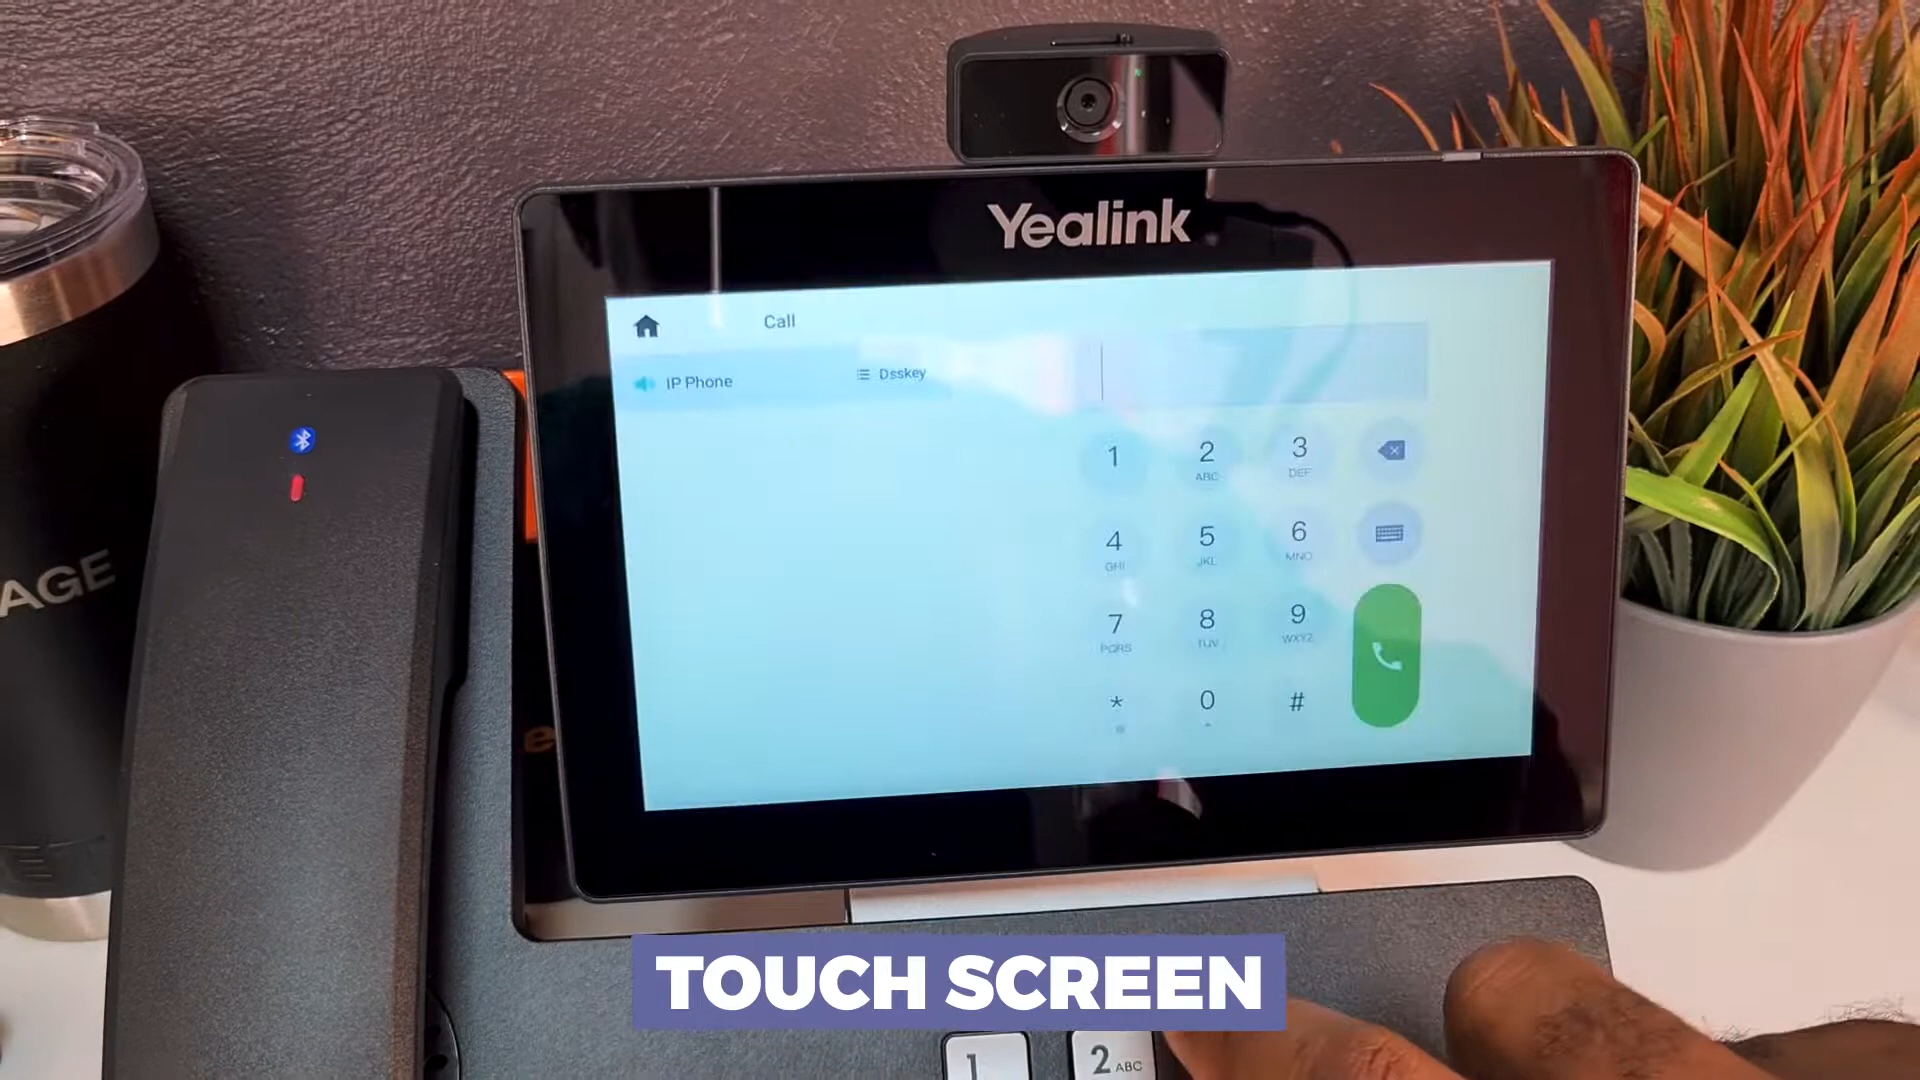 Yealink
Call
IP Phone
Dsskey
1
2
ABC
3
DEF
4
GHI
5
JKL
6
MNO
7
PQRS
8
TUV
9
WXYZ
*
0
#
AGE
TOUCH SCREEN
1
2 ABC